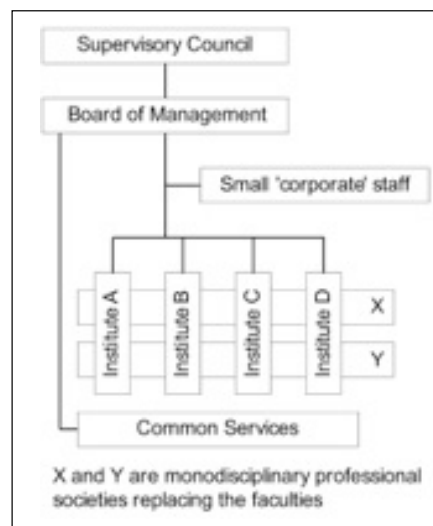 Supervisory Council
Board of Management
Small 'corporate' staff
Institute A
Institute B
Institute C
Institute D
X
Y
Common Services
X and Y are monodisciplinary professional
societies replacing the faculties